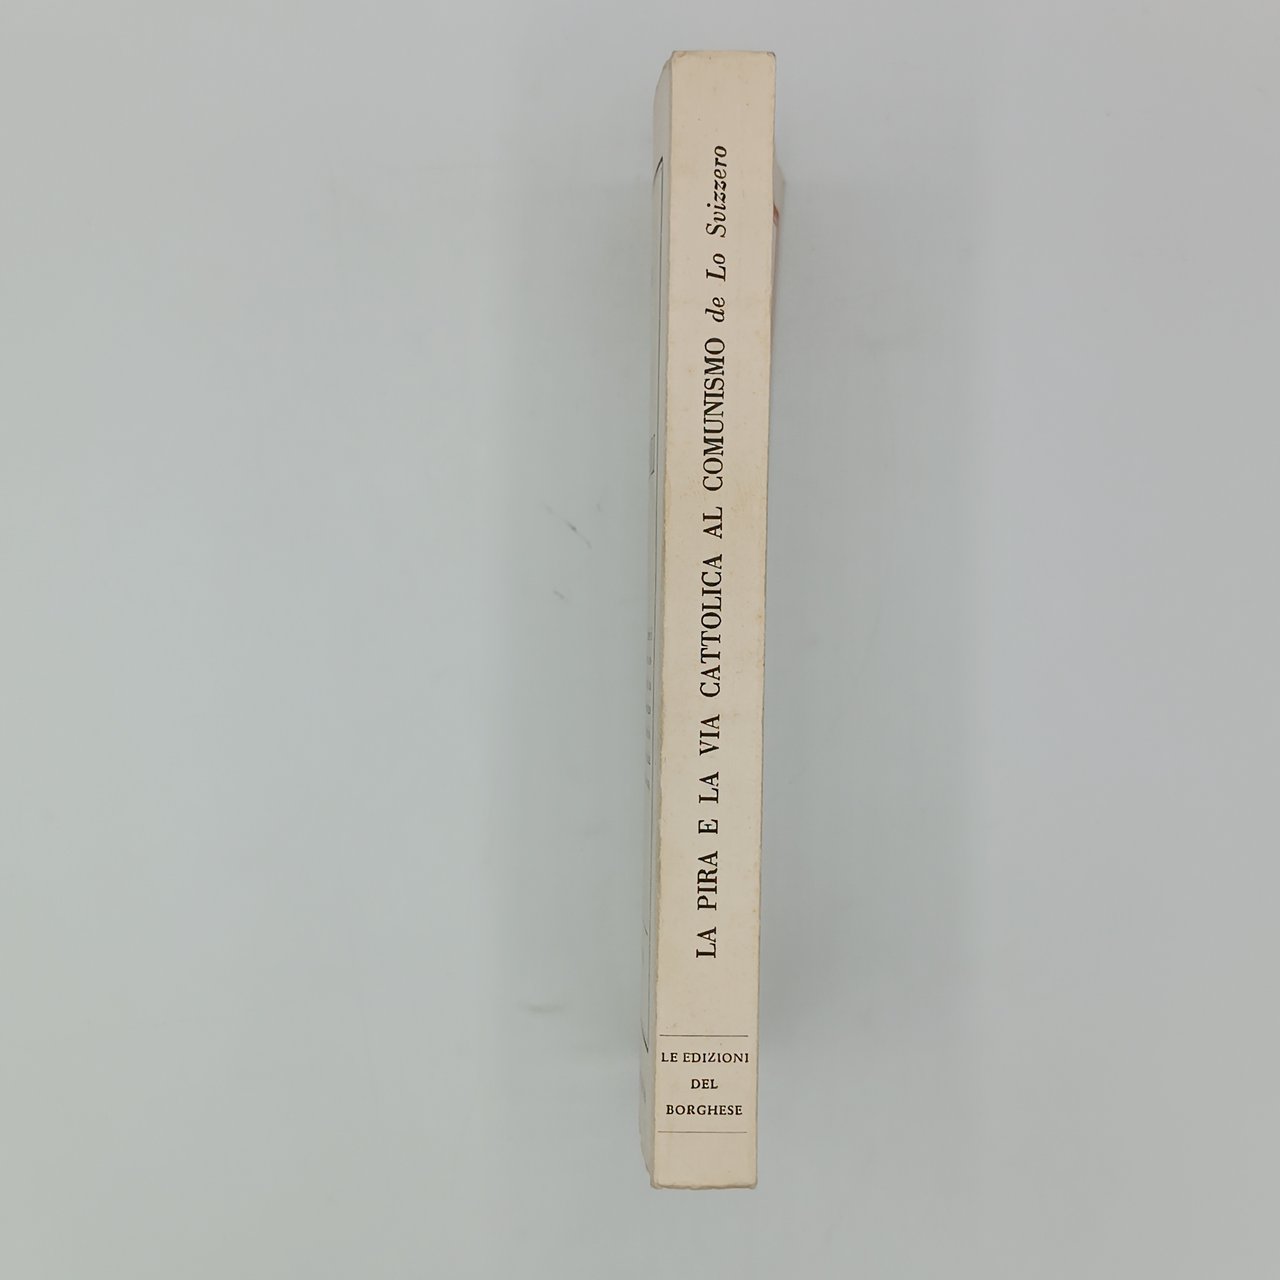 LA PIRA E LA VIA CATTOLICA AL COMUNISMO de Lo Svizzero
LE EDIZIONI
DEL
BORGHESE